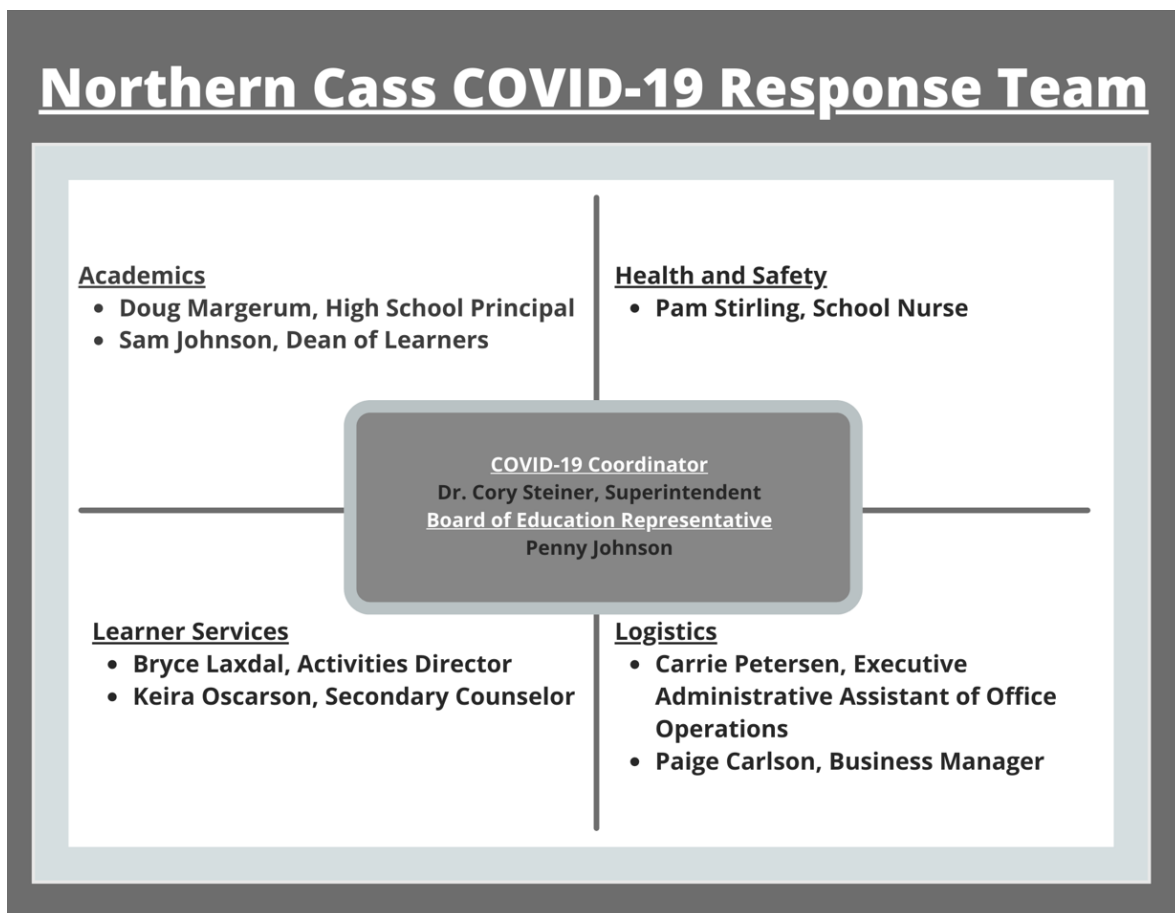 Northern Cass COVID-19 Response Team
Academics
• Doug Margerum, High School Principal
• Sam Johnson, Dean of Learners
Health and Safety
• Pam Stirling, School Nurse
COVID-19 Coordinator
Dr. Cory Steiner, Superintendent
Board of Education Representative
Penny Johnson
Learner Services
• Bryce Laxdal, Activities Director
• Keira Oscarson, Secondary Counselor
Logistics
• Carrie Petersen, Executive
Administrative Assistant of Office
Operations
• Paige Carlson, Business Manager